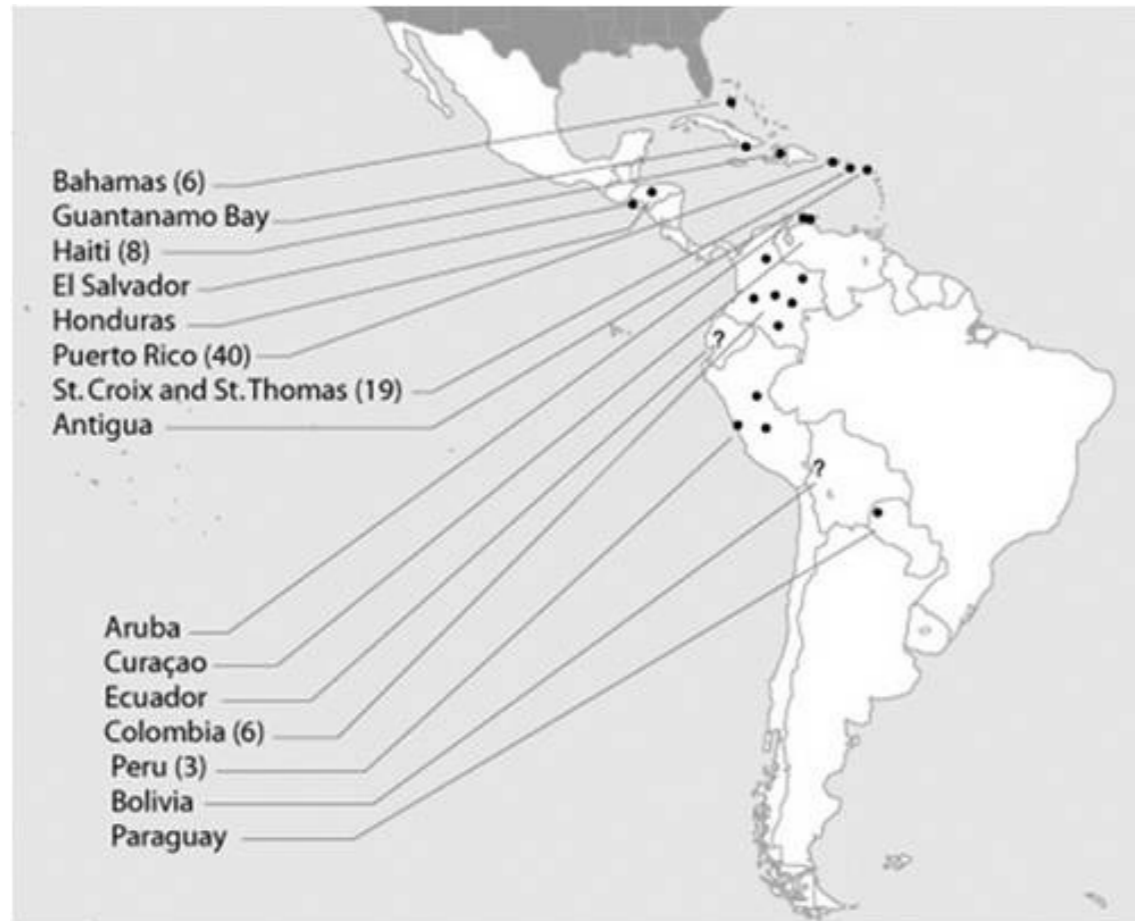 Bahamas (6)
Guantanamo Bay
Haiti (8)
El Salvador
Honduras
Puerto Rico (40)
St. Croix and St. Thomas (19)
Antigua
?
?
Aruba
Curaçao
Ecuador
Colombia (6)
Peru (3)
Bolivia
Paraguay